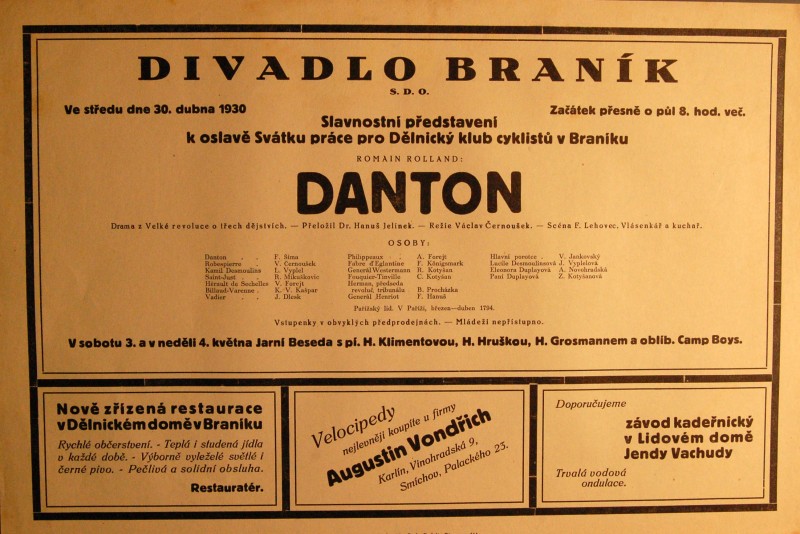 DIVADLO BRANÍK
S. D. O.
Ve středu dne 30. dubna 1930
Začátek přesně o půl 8. hod. več.
Slavnostní představení
k oslavě Svátku práce pro Dělnický klub cyklistů v Braníku
ROMAIN ROLLAND:
DANTON
Drama z Velké revoluce o třech dějstvích. — Přeložil Dr. Hanuš Jelínek. — Režie Václav Černoušek. — Scéna F. Lehovec, Vlásenkář a kuchař.
OSOBY:
Danton . . F. Šíma
Robespierre . V. Černoušek
Kamil Desmoulins L. Vyplel
Saint-Just . . R. Mikulkovic
Hérault de Sechelles V. Farejt
Billaud-Varenne . K. V. Kašpar
Vadier . . J. Dlesk
Philippeaux . A. Farejt
Fabre d'Eglantine F. Königsmark
Generál Westermann R. Kotyšan
Fouquier-Tinville C. Kotyšan
Herman, předseda
revoluč. tribunálu . B. Procházka
Generál Henriot F. Hanuš
Hlavní porotce . V. Jankovský
Lucile Desmoulinsová J. Vyplelová
Eleonora Duplayová A. Novohradská
Paní Duplayová Z. Kotyšanová
Pařížský lid. V Paříži, březen—duben 1794.
Vstupenky v obvyklých předprodejnách. — Mládeži nepřístupno.
V sobotu 3. a v neděli 4. května Jarní Beseda s pí. H. Klimentovou, H. Hruškou, H. Grosmannem a oblib. Camp Boys.
Nově zřízená restaurace
v Dělnickém domě v Braníku
Rychlé občerstvení. - Teplá i studená jídla
v každé době. - Výborně vyleželé světlé i
černé pivo. - Pečlivá a solidní obsluha.
Restauratér.
Velocipedy
nejlevněji koupíte u firmy
Augustin Vondřich
Karlín, Vinohradská 9,
Smíchov, Palackého 23.
Doporučujeme
závod kadeřnický
v Lidovém domě
Jendy Vachudy
Trvalá vodová
ondulace.